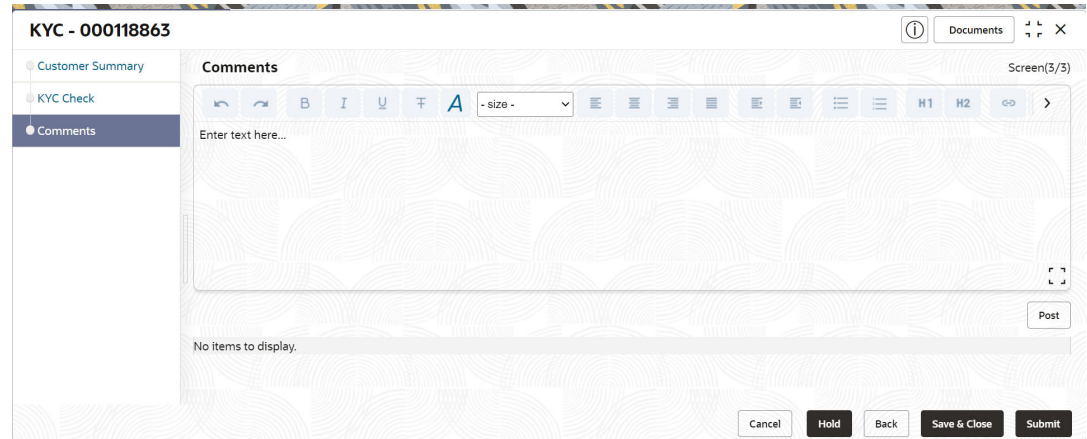 KYC - 000118863
Documents
Customer Summary
KYC Check
Comments
Comments
Screen(3/3)
B I U T A - size - H1 H2
Enter text here...
Post
No items to display.
Cancel Hold Back Save & Close Submit